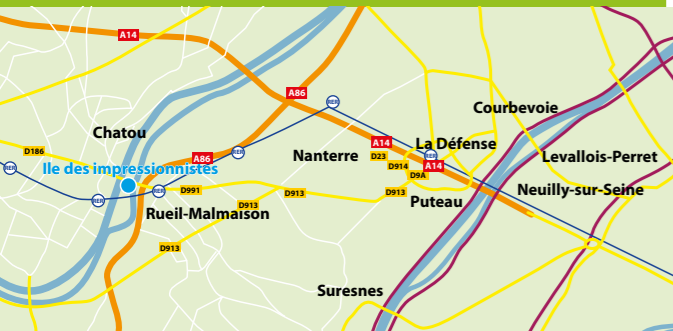 A14
A86
RER
Courbevoie
Chatou
A14
La Défense
D186
A86
RER
Nanterre
D23
RER
Levallois-Perret
RER
Ile des impressionnistes
D914
A14
D9A
RER
RER
D991
D913
D913
Neuilly-sur-Seine
Puteau
Rueil-Malmaison
D913
D913
Suresnes